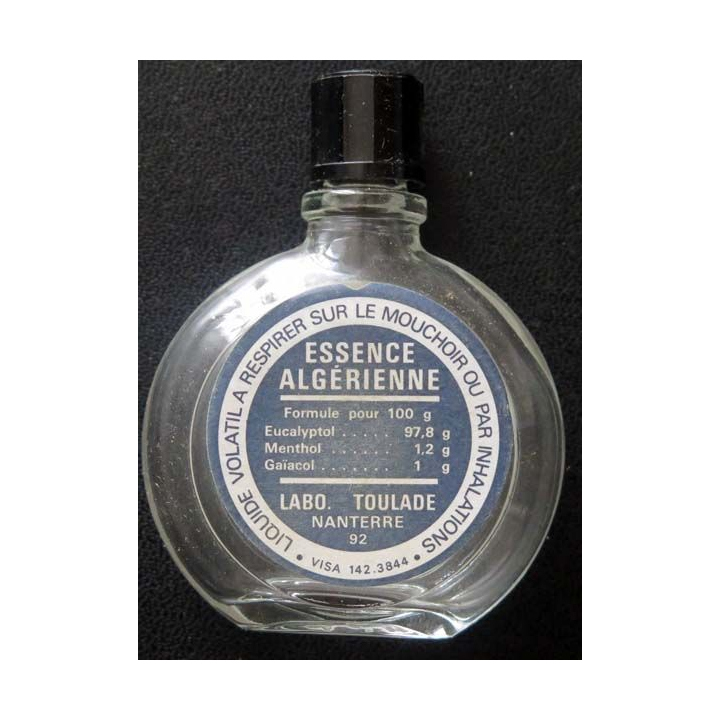 LIQUIDE VOLATIL A RESPIRER SUR LE MOUCHOIR OU PAR INHALATIONS
ESSENCE
ALGÉRIENNE
Formule pour 100 g
Eucalyptol ..... 97,8 g
Menthol ...... 1,2 g
Gaïacol ....... 1 g
LABO. TOULADE
NANTERRE
92
• VISA 142.3844 •